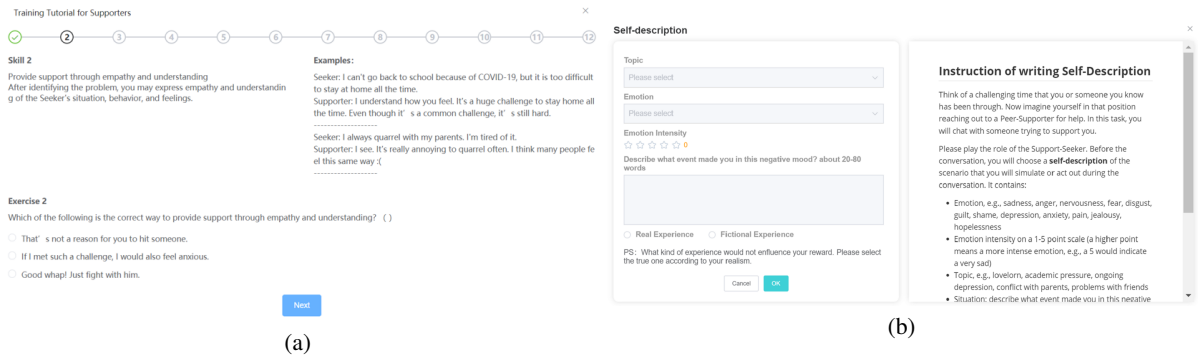 Training Tutorial for Supporters
×
2 3 4 5 6 7 8 9 10 11 12
Skill 2
Provide support through empathy and understanding
After identifying the problem, you may express empathy and understandin
g of the Seeker's situation, behavior, and feelings.
Examples:
Seeker: I can't go back to school because of COVID-19, but it is too difficult
to stay at home all the time.
Supporter: I understand how you feel. It's a huge challenge to stay home all
the time. Even though it' s a common challenge, it' s still hard.
-------------------
Seeker: I always quarrel with my parents. I'm tired of it.
Supporter: I see. It's really annoying to quarrel often. I think many people fe
el this same way :(
-------------------
Exercise 2
Which of the following is the correct way to provide support through empathy and understanding? ( )
That' s not a reason for you to hit someone.
If I met such a challenge, I would also feel anxious.
Good whap! Just fight with him.
Next
(a)
Self-description
×
Topic
Please select
Emotion
Please select
Emotion Intensity
0
Describe what event made you in this negative mood? about 20-80
words
Real Experience Fictional Experience
PS: What kind of experience would not enfluence your reward. Please select
the true one according to your realism.
Cancel OK
Instruction of writing Self-Description
Think of a challenging time that you or someone you know
has been through. Now imagine yourself in that position
reaching out to a Peer-Supporter for help. In this task, you
will chat with someone trying to support you.
Please play the role of the Support-Seeker. Before the
conversation, you will choose a self-description of the
scenario that you will simulate or act out during the
conversation. It contains:
• Emotion, e.g., sadness, anger, nervousness, fear, disgust,
guilt, shame, depression, anxiety, pain, jealousy,
hopelessness
• Emotion intensity on a 1-5 point scale (a higher point
means a more intense emotion, e.g., a 5 would indicate
a very sad)
• Topic, e.g., lovelorn, academic pressure, ongoing
depression, conflict with parents, problems with friends
• Situation: describe what event made you in this negative
(b)